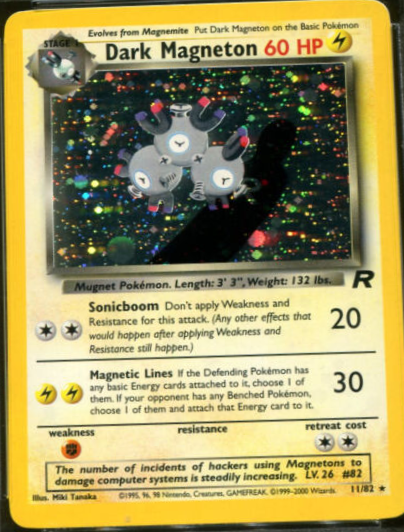 Evolves from Magnemite Put Dark Magneton on the Basic Pokémon
STAGE 1
Dark Magneton 60 HP
Mugnet Pokémon. Length: 3' 3", Weight: 132 lbs.
R
Sonicboom Don't apply Weakness and
Resistance for this attack. (Any other effects that
would happen after applying Weakness and
Resistance still happen.)
20
Magnetic Lines If the Defending Pokémon has
any basic Energy cards attached to it, choose 1 of
them. If your opponent has any Benched Pokémon,
choose 1 of them and attach that Energy card to it.
30
weakness resistance retreat cost
The number of incidents of hackers using Magnetons to
damage computer systems is steadily increasing. LV. 26 #82
Illus. Miki Tanaka ©1995, 96, 98 Nintendo, Creatures, GAMEFREAK. ©1999-2000 Wizards. 11/82 ★